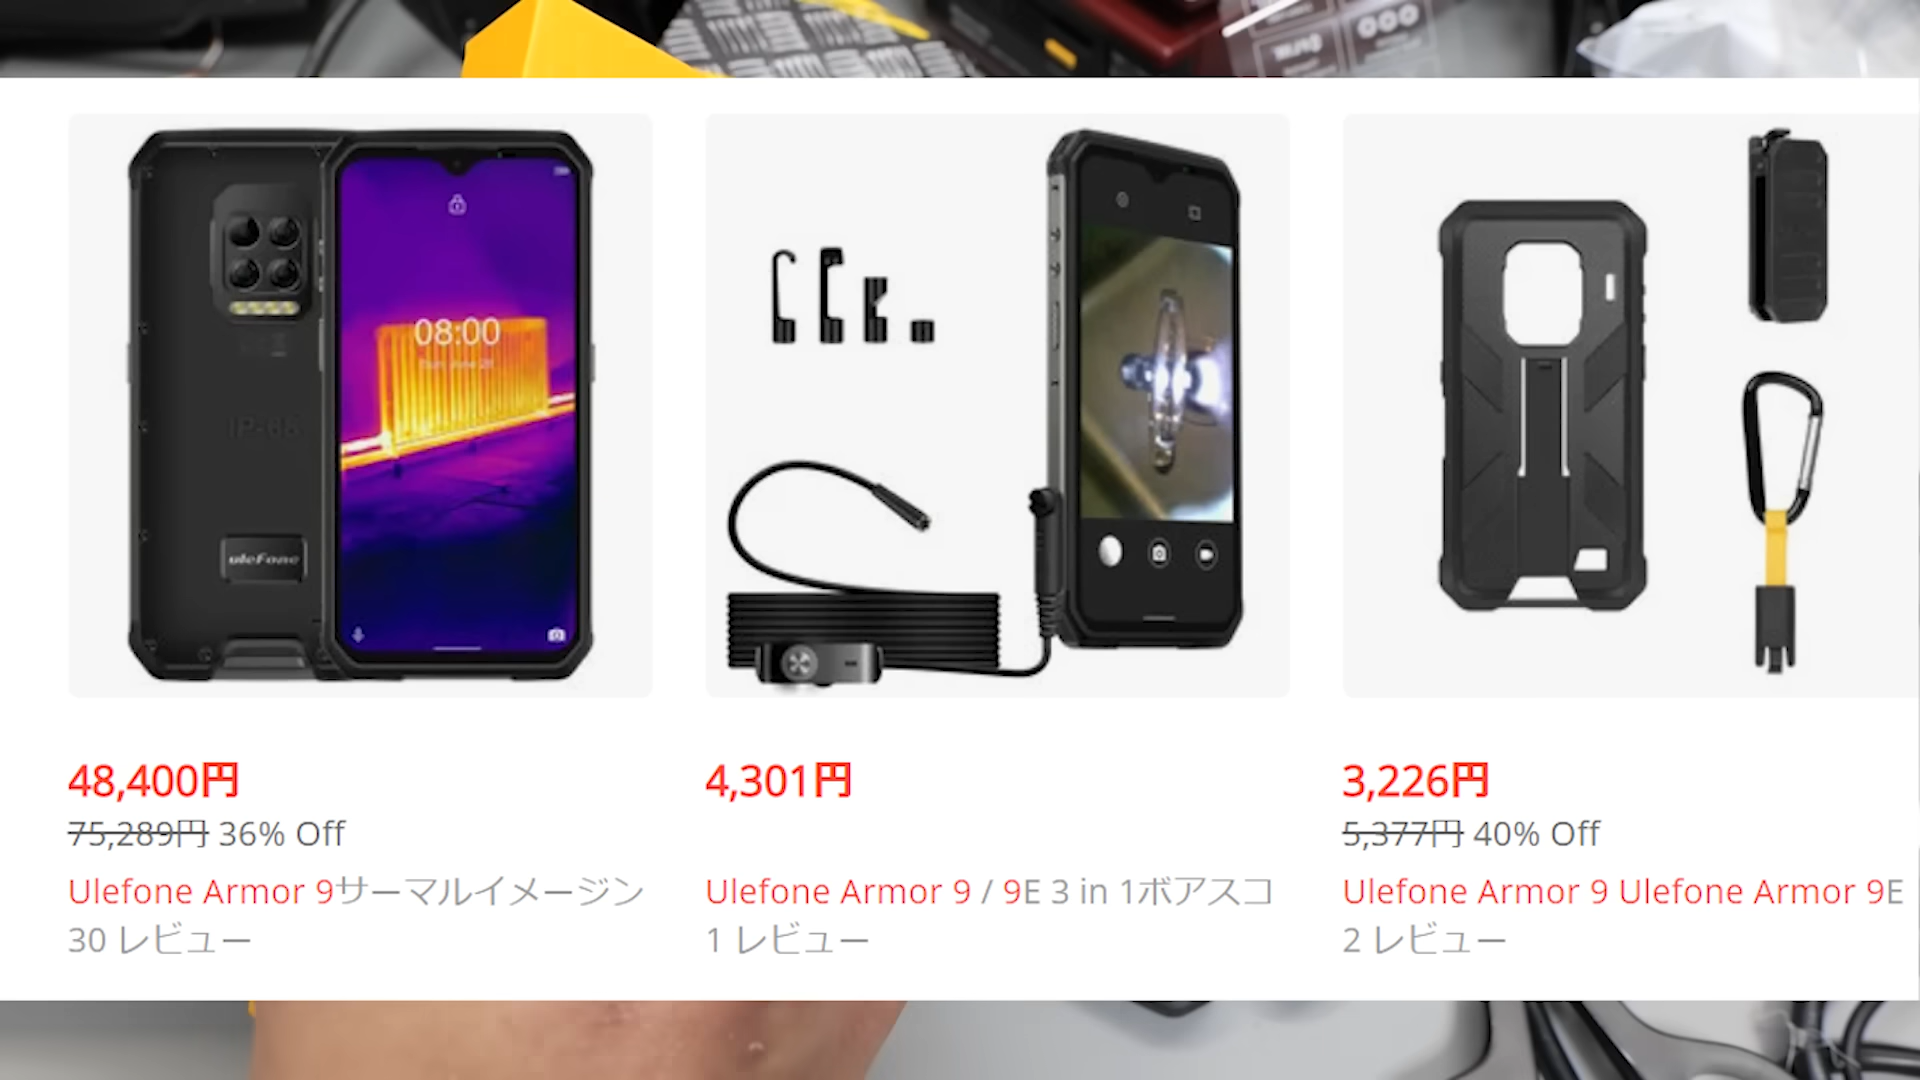 08:00
uleFone
48,400円
75,289円 36% Off
Ulefone Armor 9サーマルイメージン
30 レビュー
4,301円
Ulefone Armor 9 / 9E 3 in 1ボアスコ
1 レビュー
3,226円
5,377円 40% Off
Ulefone Armor 9 Ulefone Armor 9E
2 レビュー